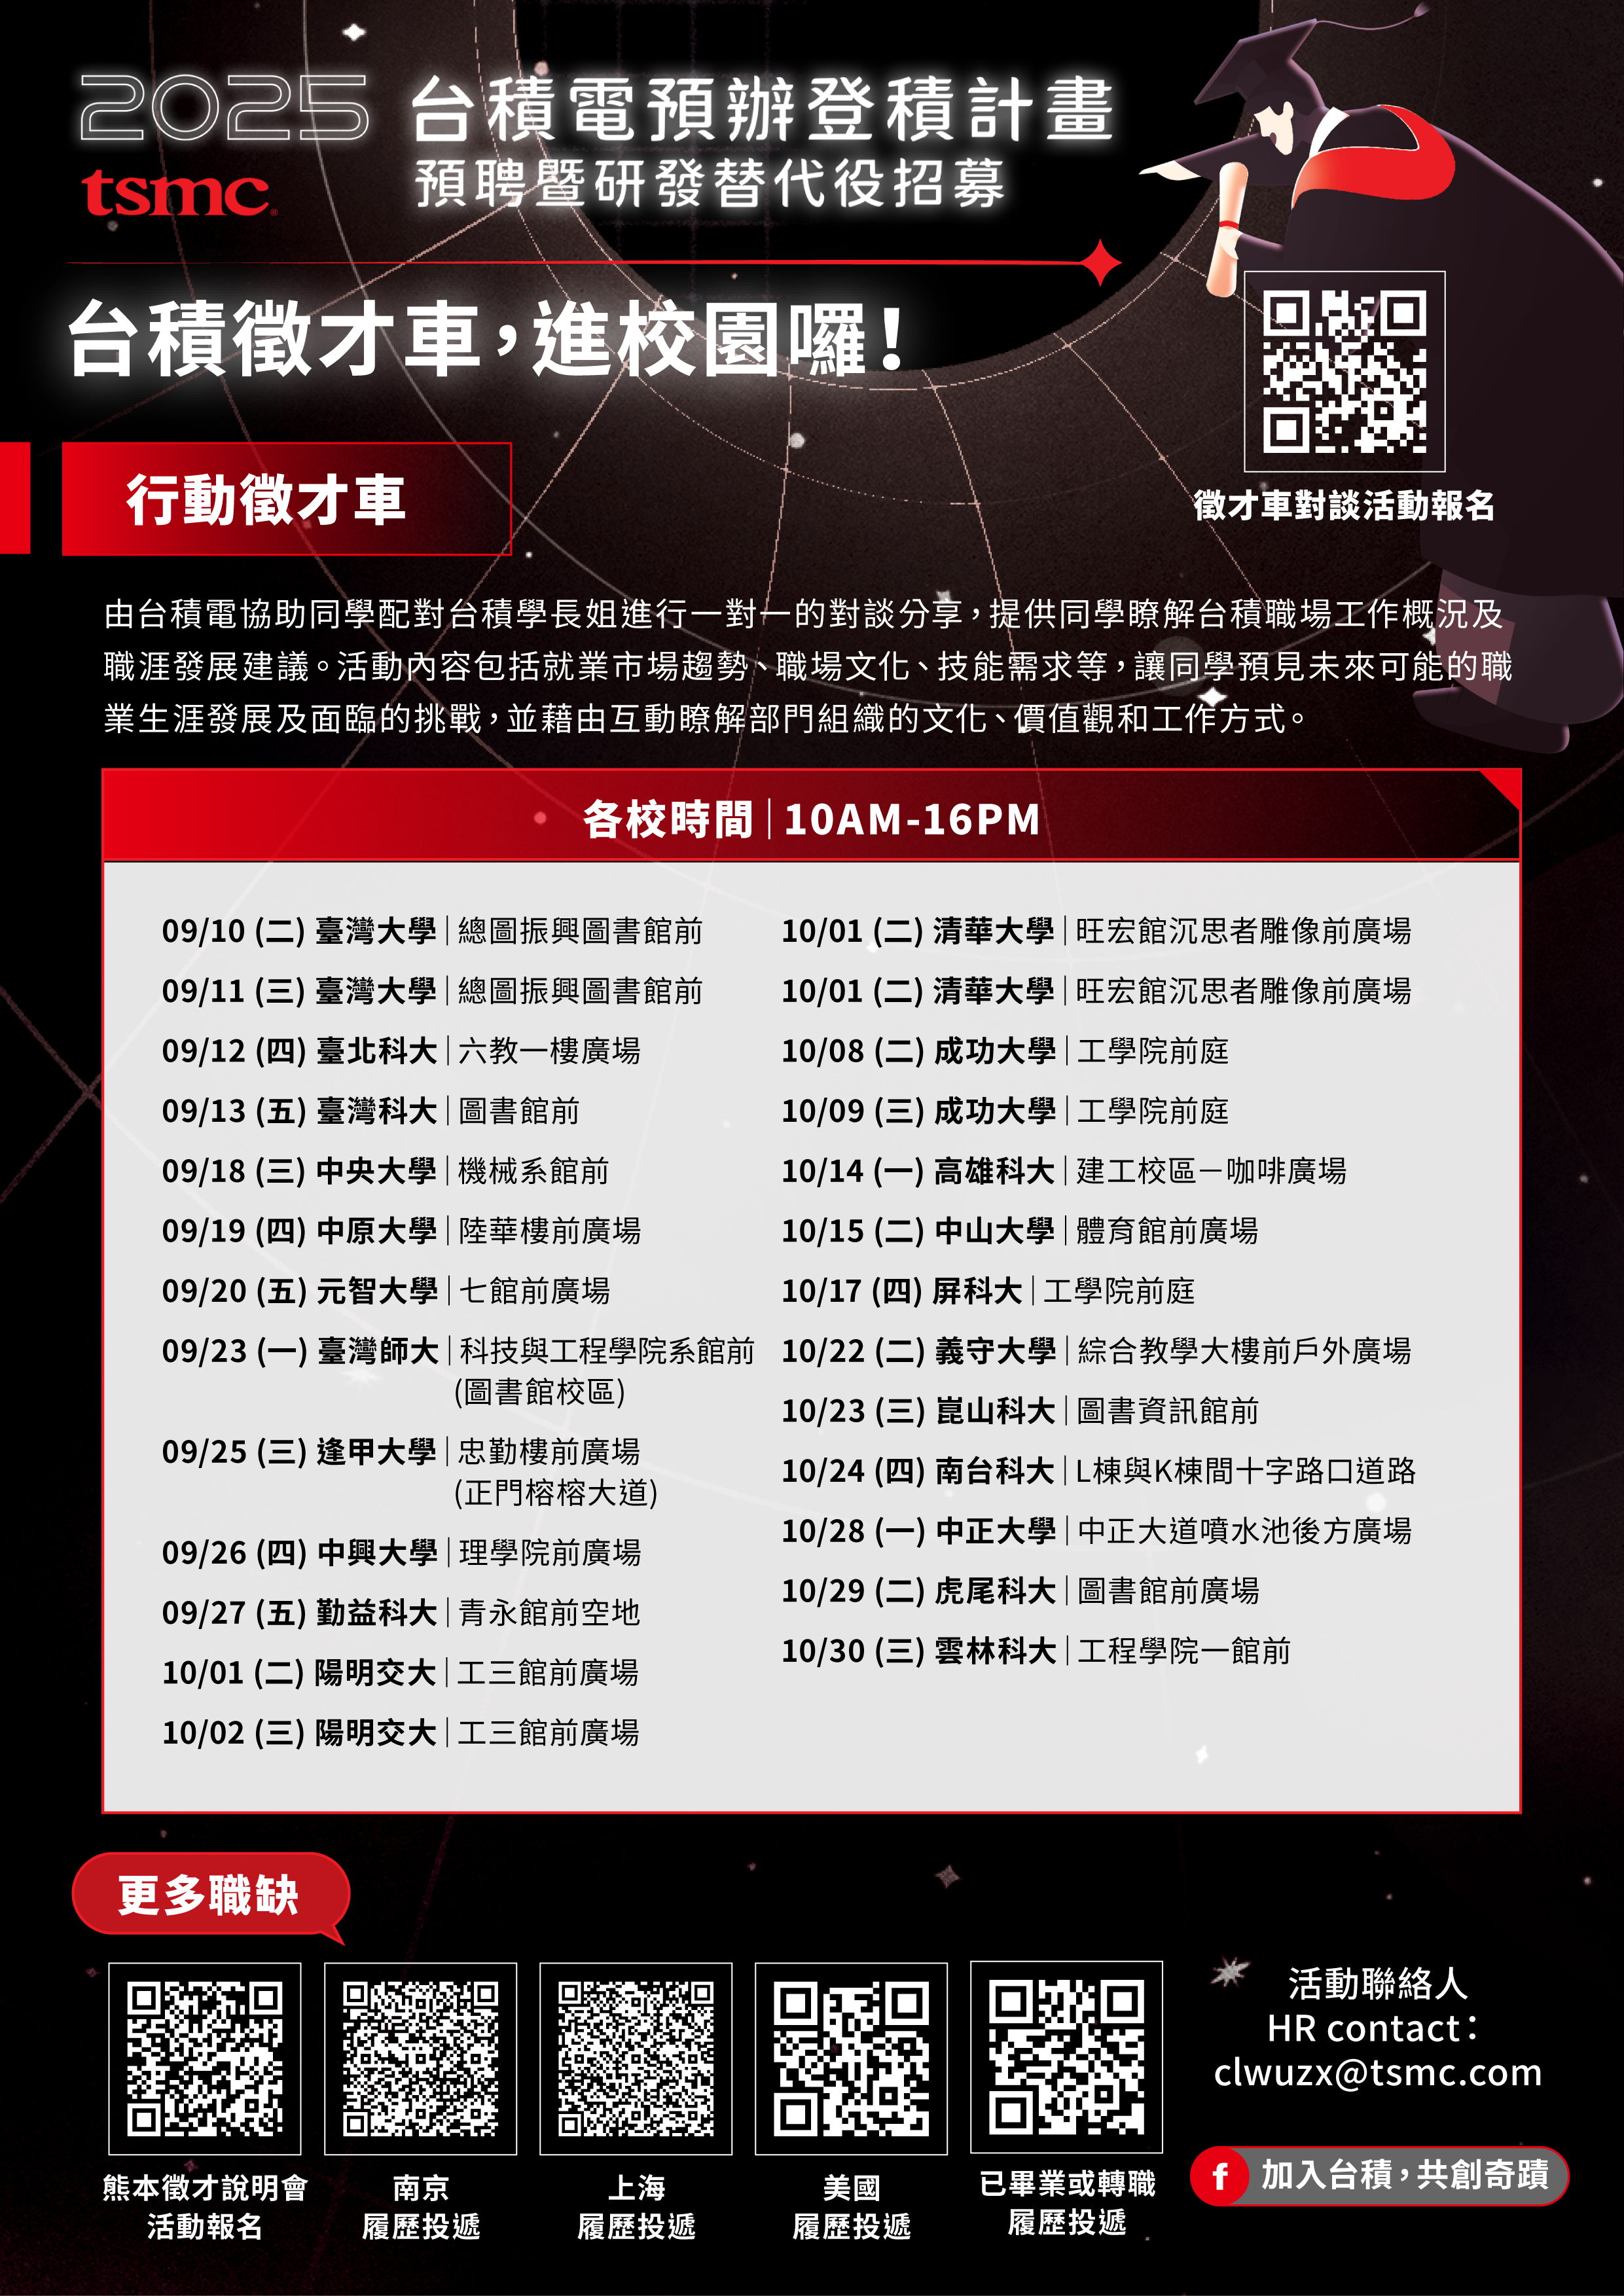 2025 台積電預辦登積計畫
tsmc 預聘暨研發替代役招募
台積徵才車，進校園囉！
徵才車對談活動報名
行動徵才車
由台積電協助同學配對台積學長姐進行一對一的對談分享，提供同學瞭解台積職場工作概況及
職涯發展建議。活動內容包括就業市場趨勢、職場文化、技能需求等，讓同學預見未來可能的職
業生涯發展及面臨的挑戰，並藉由互動瞭解部門組織的文化、價值觀和工作方式。
各校時間｜10AM-16PM
09/10 (二) 臺灣大學｜總圖振興圖書館前
09/11 (三) 臺灣大學｜總圖振興圖書館前
09/12 (四) 臺北科大｜六教一樓廣場
09/13 (五) 臺灣科大｜圖書館前
09/18 (三) 中央大學｜機械系館前
09/19 (四) 中原大學｜陸華樓前廣場
09/20 (五) 元智大學｜七館前廣場
09/23 (一) 臺灣師大｜科技與工程學院系館前
(圖書館校區)
09/25 (三) 逢甲大學｜忠勤樓前廣場
(正門榕榕大道)
09/26 (四) 中興大學｜理學院前廣場
09/27 (五) 勤益科大｜青永館前空地
10/01 (二) 陽明交大｜工三館前廣場
10/02 (三) 陽明交大｜工三館前廣場
10/01 (二) 清華大學｜旺宏館沉思者雕像前廣場
10/01 (二) 清華大學｜旺宏館沉思者雕像前廣場
10/08 (二) 成功大學｜工學院前庭
10/09 (三) 成功大學｜工學院前庭
10/14 (一) 高雄科大｜建工校區－咖啡廣場
10/15 (二) 中山大學｜體育館前廣場
10/17 (四) 屏科大｜工學院前庭
10/22 (二) 義守大學｜綜合教學大樓前戶外廣場
10/23 (三) 崑山科大｜圖書資訊館前
10/24 (四) 南台科大｜L棟與K棟間十字路口道路
10/28 (一) 中正大學｜中正大道噴水池後方廣場
10/29 (二) 虎尾科大｜圖書館前廣場
10/30 (三) 雲林科大｜工程學院一館前
更多職缺
熊本徵才說明會
活動報名
南京
履歷投遞
上海
履歷投遞
美國
履歷投遞
已畢業或轉職
履歷投遞
活動聯絡人
HR contact：
clwuzx@tsmc.com
f 加入台積，共創奇蹟